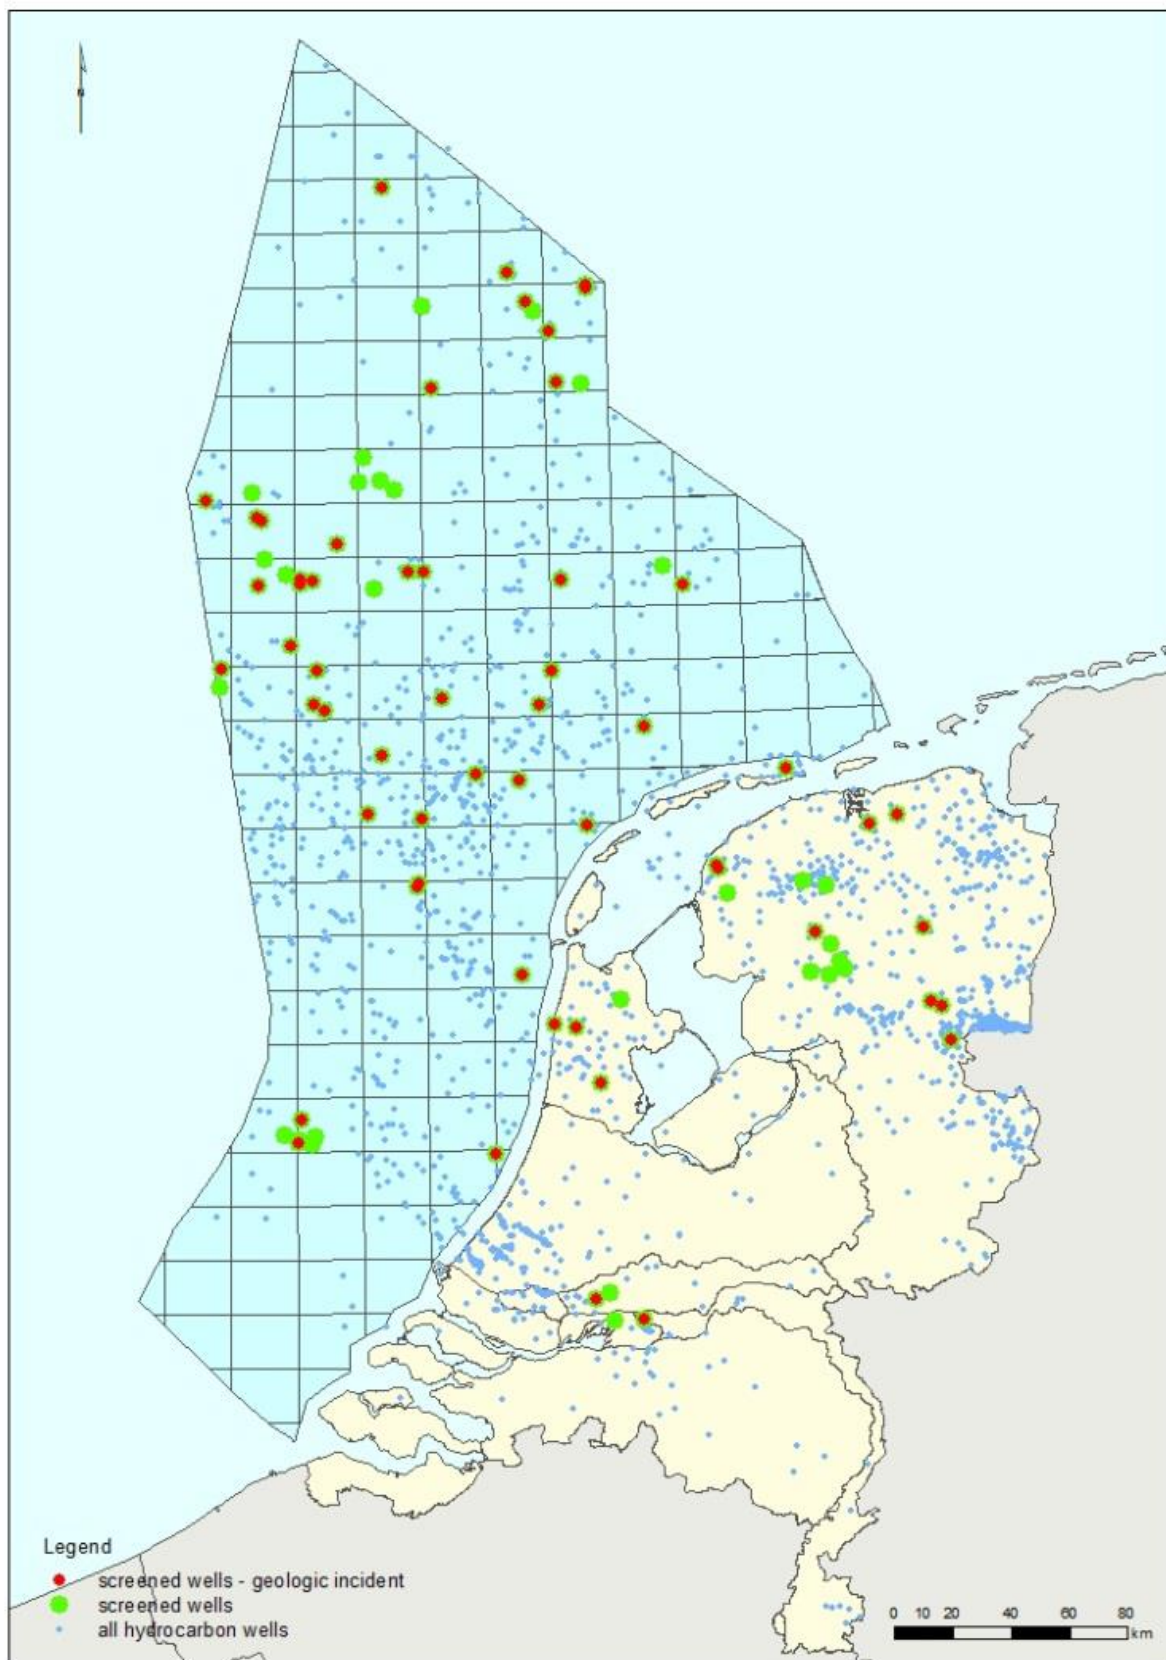 N
Legend
screened wells - geologic incident
screened wells
all hydrocarbon wells
0 10 20 40 60 80
km